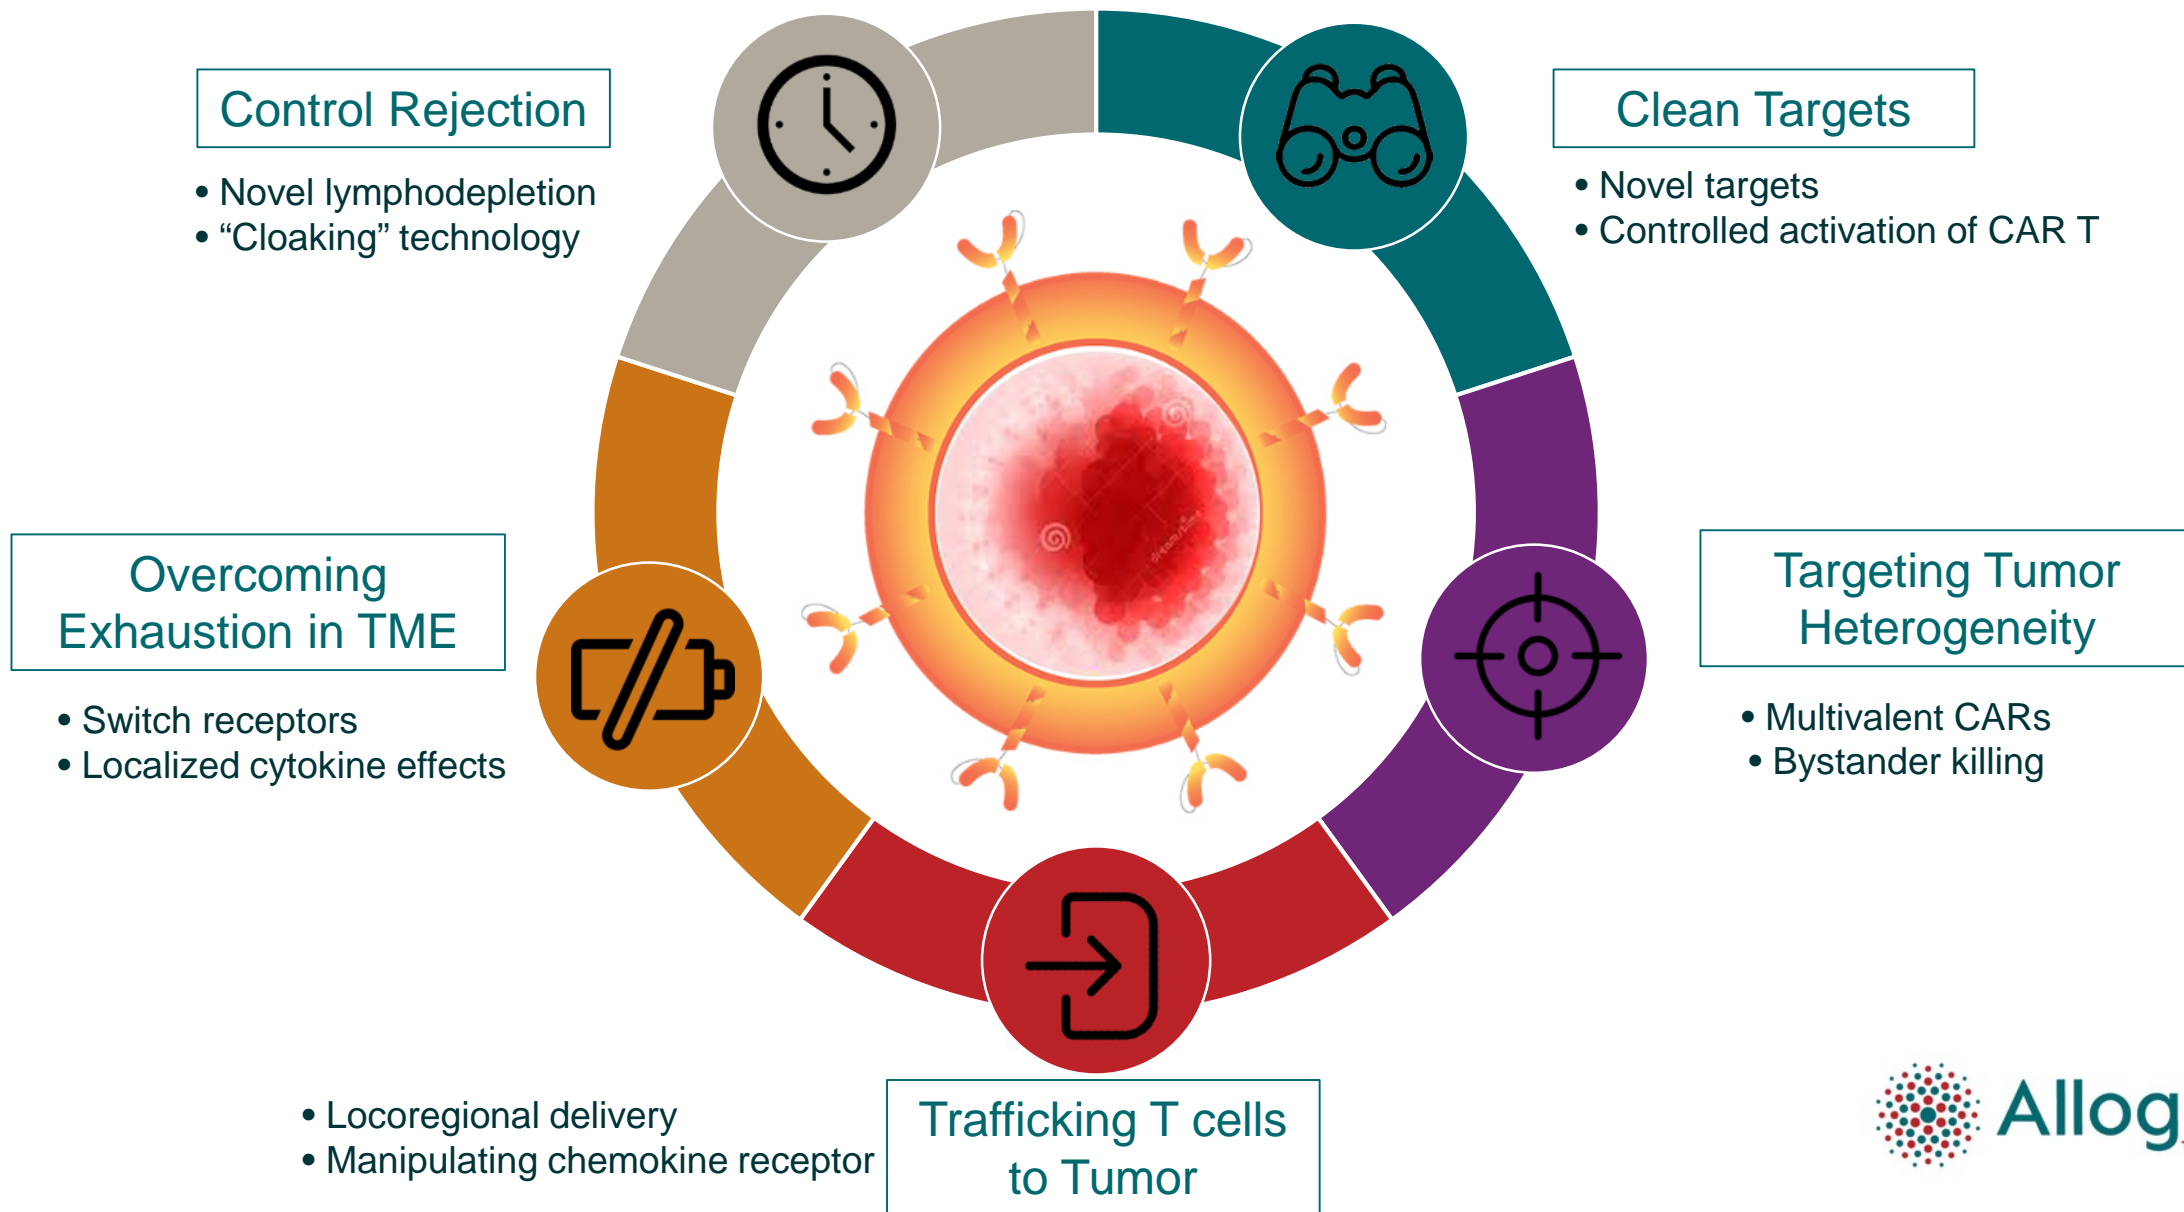 Control Rejection
• Novel lymphodepletion
• “Cloaking” technology
Clean Targets
• Novel targets
• Controlled activation of CAR T
Overcoming
Exhaustion in TME
• Switch receptors
• Localized cytokine effects
Targeting Tumor
Heterogeneity
• Multivalent CARs
• Bystander killing
• Locoregional delivery
• Manipulating chemokine receptor
Trafficking T cells
to Tumor
dreamstime
Allog